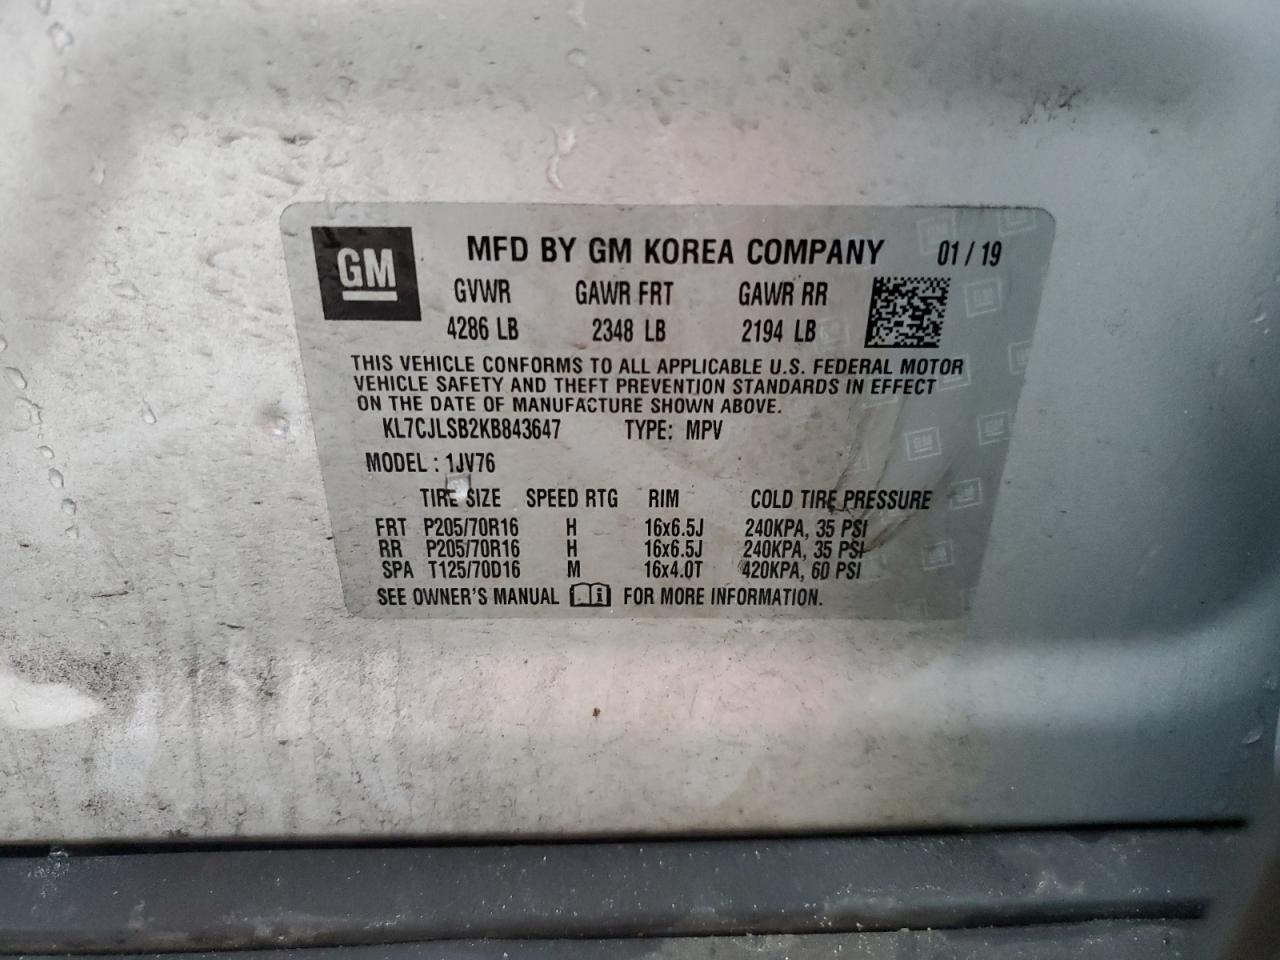 GM
MFD BY GM KOREA COMPANY 01 / 19
GVWR GAWR FRT GAWR RR
4286 LB 2348 LB 2194 LB
THIS VEHICLE CONFORMS TO ALL APPLICABLE U.S. FEDERAL MOTOR
VEHICLE SAFETY AND THEFT PREVENTION STANDARDS IN EFFECT
ON THE DATE OF MANUFACTURE SHOWN ABOVE.
KL7CJLSB2KB843647 TYPE: MPV
MODEL : 1JV76
TIRE SIZE SPEED RTG RIM COLD TIRE PRESSURE
FRT P205/70R16 H 16x6.5J 240KPA, 35 PSI
RR P205/70R16 H 16x6.5J 240KPA, 35 PSI
SPA T125/70D16 M 16x4.0T 420KPA, 60 PSI
SEE OWNER'S MANUAL i FOR MORE INFORMATION.